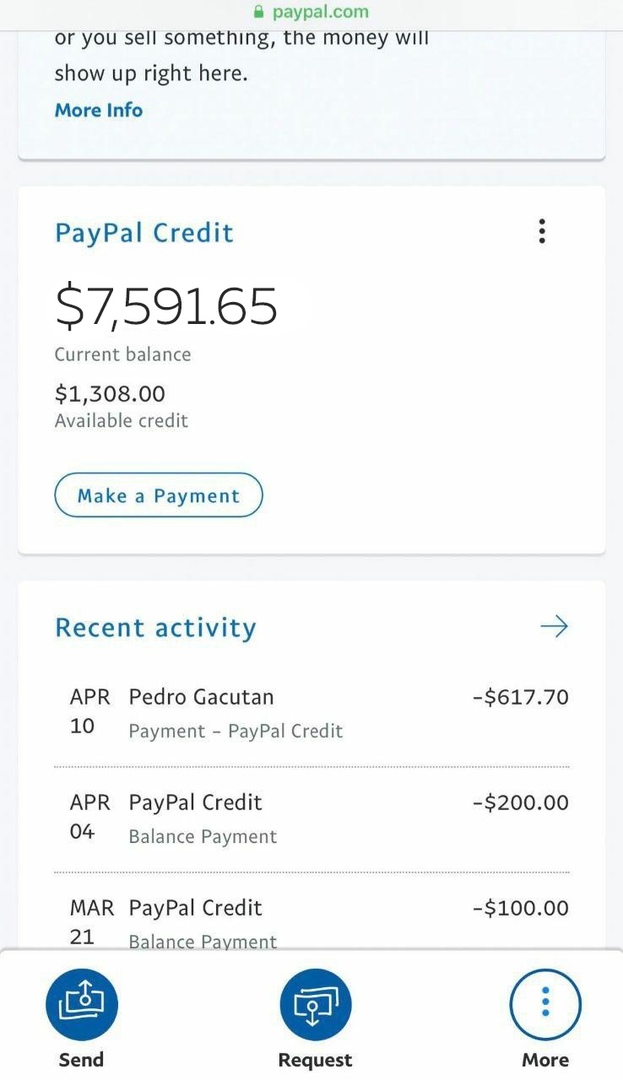 paypal.com
or you sell something, the money will
show up right here.
More Info
PayPal Credit
$7,591.65
Current balance
$1,308.00
Available credit
Make a Payment
Recent activity
APR 10 Pedro Gacutan -$617.70
Payment – PayPal Credit
APR 04 PayPal Credit -$200.00
Balance Payment
MAR 21 PayPal Credit -$100.00
Balance Payment
Send Request More